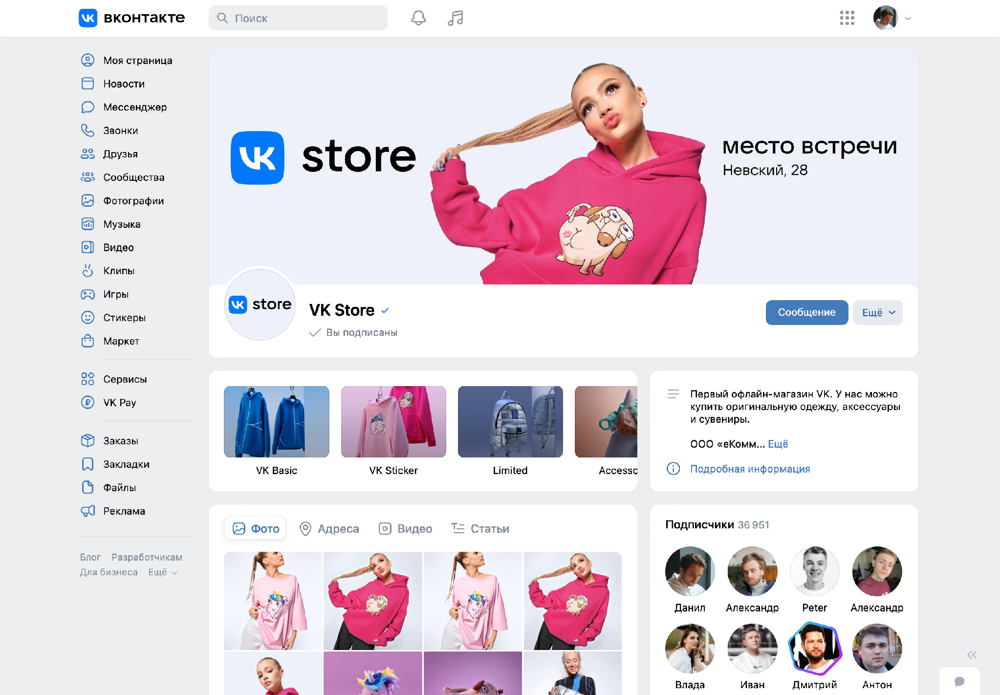 вконтакте
Поиск
Моя страница
Новости
Мессенджер
Звонки
Друзья
Сообщества
Фотографии
Музыка
Видео
Клипы
Игры
Стикеры
Маркет
Сервисы
VK Pay
Заказы
Закладки
Файлы
Реклама
Блог Разработчикам
Для бизнеса Ещё
VK store
место встречи
Невский, 28
VK store
VK Store
Вы подписаны
Сообщение
Ещё
VK Basic
VK Sticker
Limited
Accesso
Первый офлайн-магазин VK. У нас можно
купить оригинальную одежду, аксессуары
и сувениры.
ООО «еКомм... Ещё
Подробная информация
Фото
Адреса
Видео
Статьи
Подписчики 36 951
Данил
Александр
Peter
Александр
Влада
Иван
Дмитрий
Антон